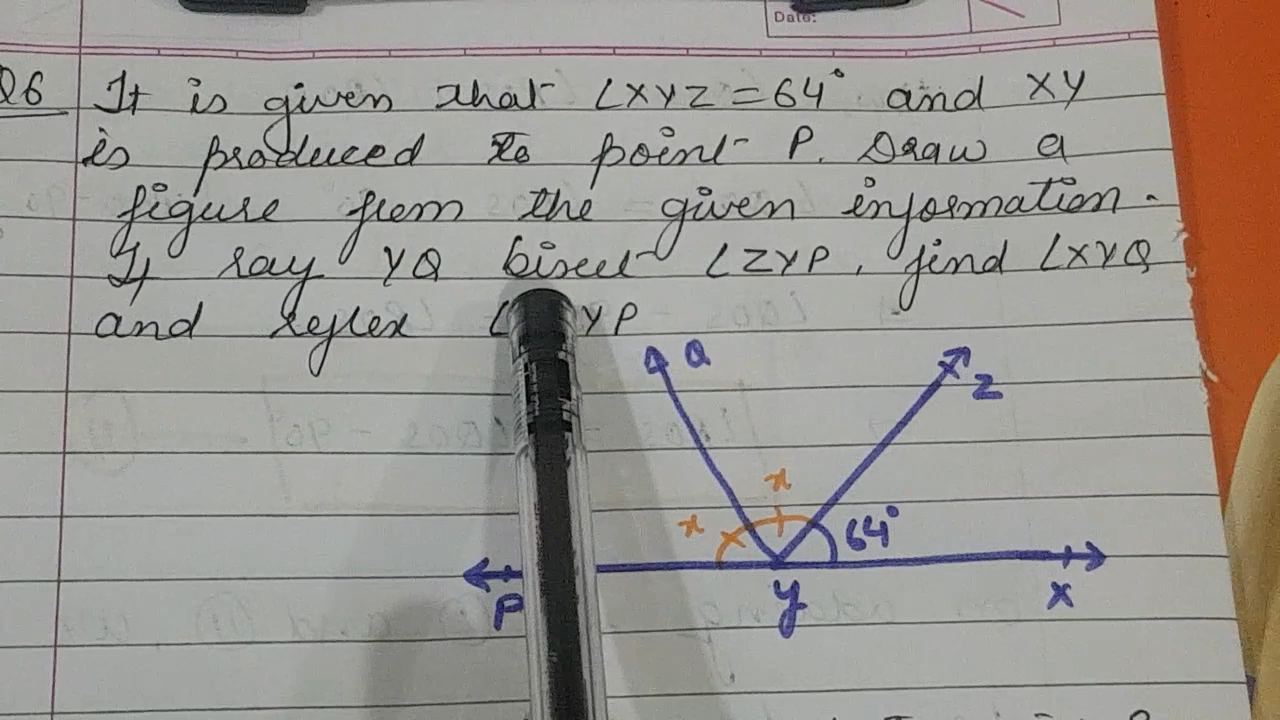 Date:
Q6 It is given that ∠XYZ = 64° and XY
is produced to point P. Draw a
figure from the given information.
If ray YQ bisect ∠ZYP, find ∠XYQ
and reflex ∠ YP
Q
Z
x
x
64°
P
y
x